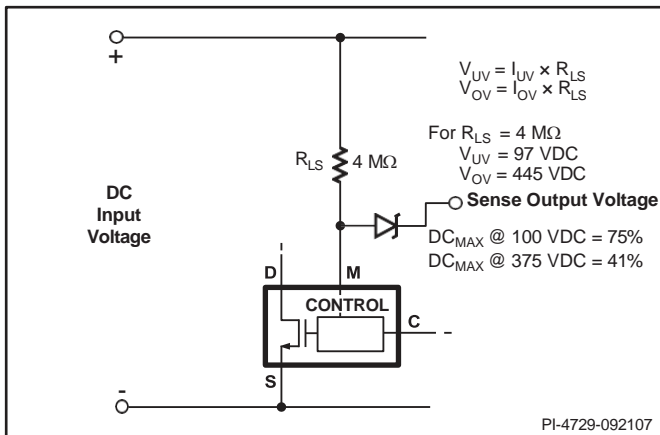 +
V_UV = I_UV × R_LS
V_OV = I_OV × R_LS
For R_LS = 4 MΩ
V_UV = 97 VDC
V_OV = 445 VDC
R_LS 4 MΩ
DC
Input
Voltage
Sense Output Voltage
DC_MAX @ 100 VDC = 75%
DC_MAX @ 375 VDC = 41%
D M
CONTROL
C
S
-
PI-4729-092107